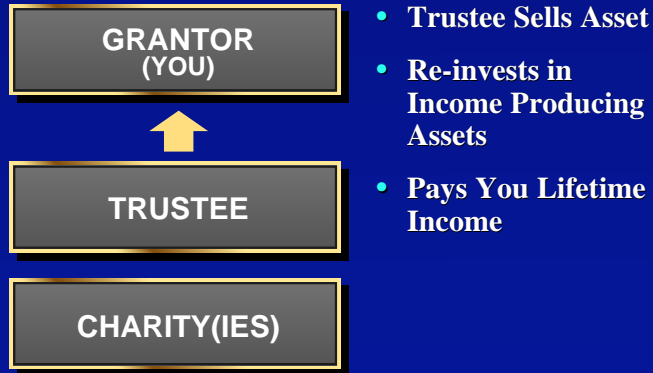 GRANTOR
(YOU)
TRUSTEE
CHARITY(IES)
• Trustee Sells Asset
• Re-invests in
Income Producing
Assets
• Pays You Lifetime
Income